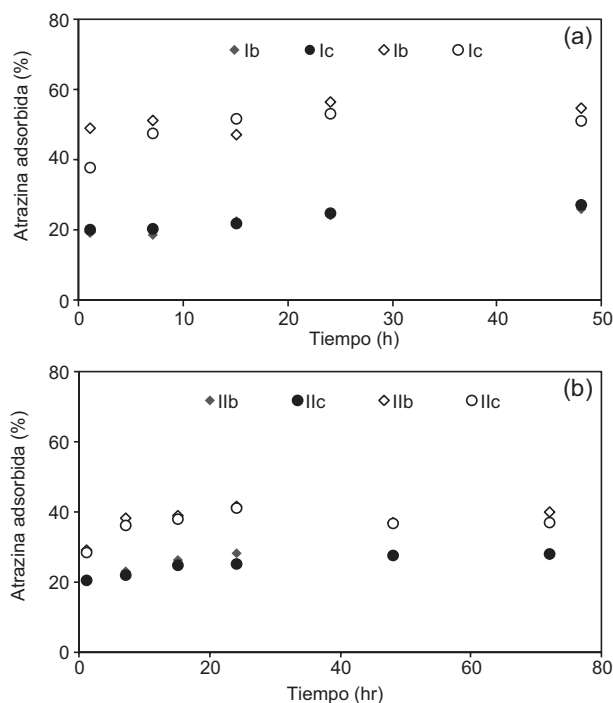 80
(a)
Ib Ic Ib Ic
60
40
20
0
0 10 20 30 40 50
Atrazina adsorbida (%)
Tiempo (h)
80
(b)
IIb IIc IIb IIc
60
40
20
0
0 20 40 60 80
Atrazina adsorbida (%)
Tiempo (hr)